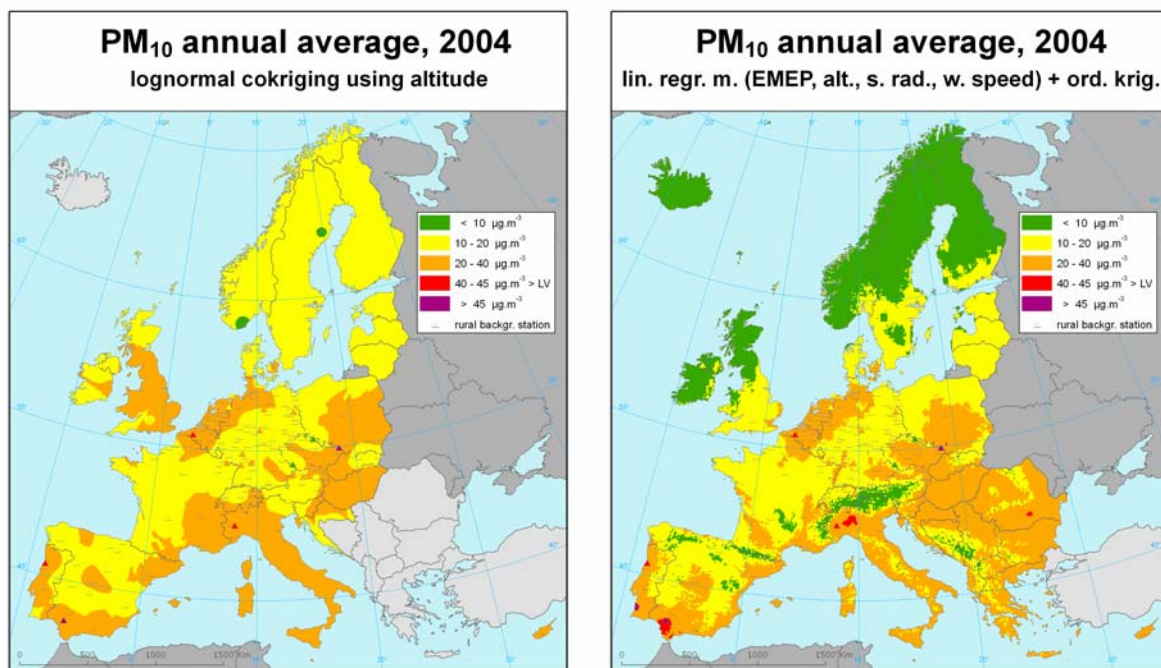 PM₁₀ annual average, 2004
lognormal cokriging using altitude
< 10 µg.m⁻³
10 - 20 µg.m⁻³
20 - 40 µg.m⁻³
40 - 45 µg.m⁻³ > LV
> 45 µg.m⁻³
rural backgr. station
0 500 1000 1500 Km
PM₁₀ annual average, 2004
lin. regr. m. (EMEP, alt., s. rad., w. speed) + ord. krig.
< 10 µg.m⁻³
10 - 20 µg.m⁻³
20 - 40 µg.m⁻³
40 - 45 µg.m⁻³ > LV
> 45 µg.m⁻³
rural backgr. station
0 500 1000 1500 Km